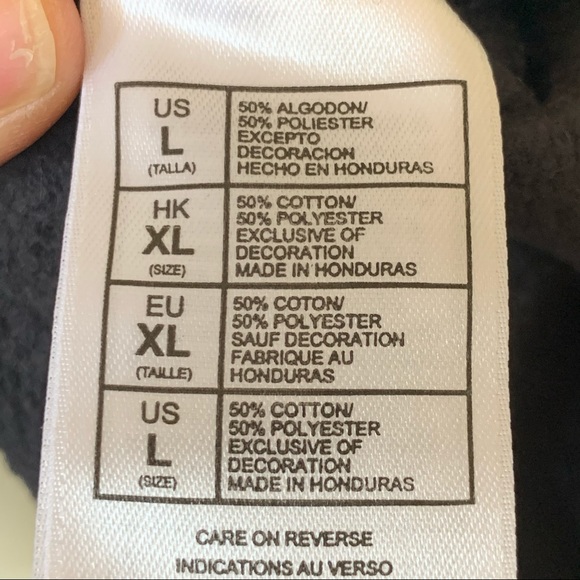 US
L
(TALLA)
50% ALGODON/
50% POLIESTER
EXCEPTO
DECORACION
HECHO EN HONDURAS
HK
XL
(SIZE)
50% COTTON/
50% POLYESTER
EXCLUSIVE OF
DECORATION
MADE IN HONDURAS
EU
XL
(TAILLE)
50% COTON/
50% POLYESTER
SAUF DECORATION
FABRIQUE AU
HONDURAS
US
L
(SIZE)
50% COTTON/
50% POLYESTER
EXCLUSIVE OF
DECORATION
MADE IN HONDURAS
CARE ON REVERSE
INDICATIONS AU VERSO